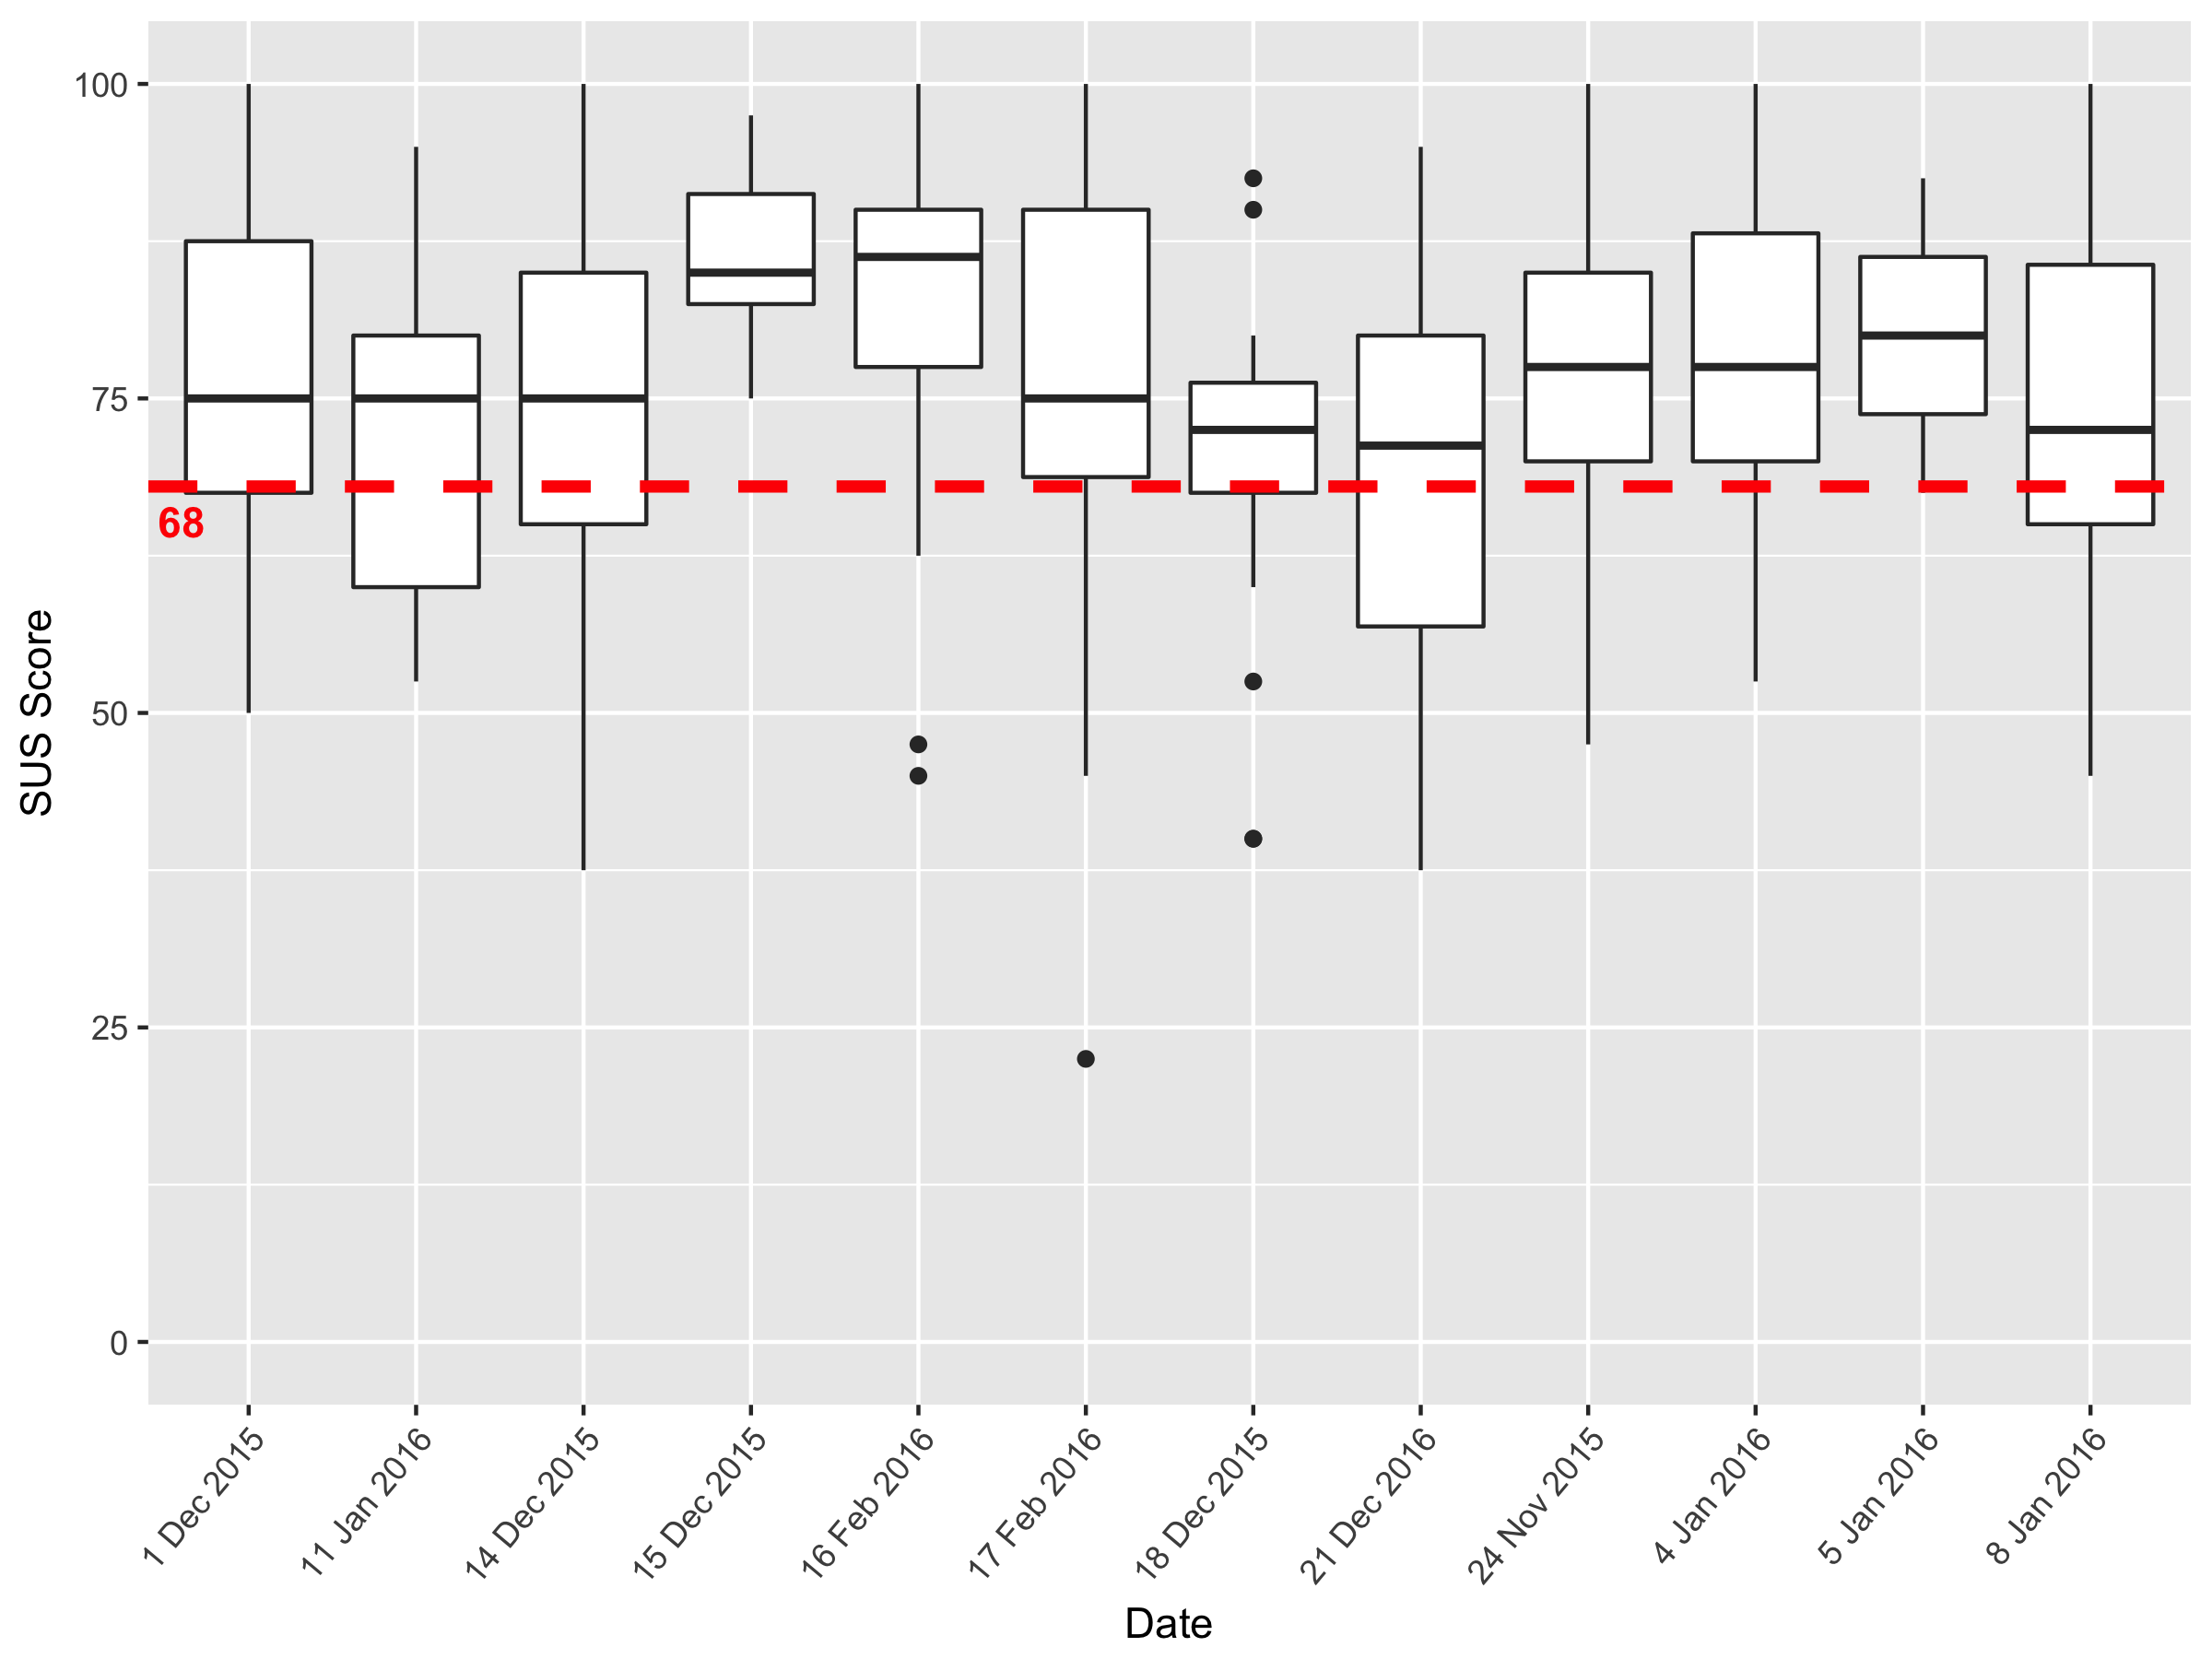 100
75
50
25
0
68
SUS Score
1 Dec 2015
11 Jan 2016
14 Dec 2015
15 Dec 2015
16 Feb 2016
17 Feb 2016
18 Dec 2015
21 Dec 2016
24 Nov 2015
4 Jan 2016
5 Jan 2016
8 Jan 2016
Date